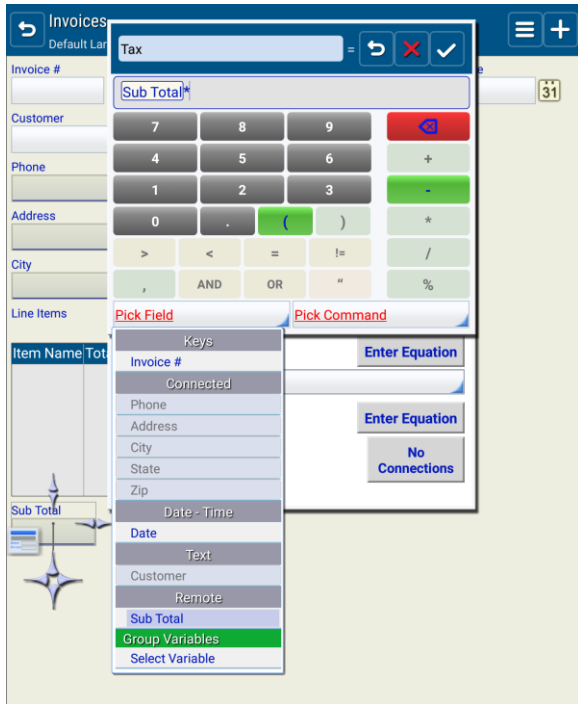 Invoices
Default Lar
Invoice #
e
31
Customer
Phone
Address
City
Line Items
Item Name Tot
Sub Total
Tax
=
Sub Total*
7 8 9
4 5 6 +
1 2 3 -
0 . ( ) *
> < = != /
, AND OR “ %
Pick Field Pick Command
Keys
Invoice #
Connected
Phone
Address
City
State
Zip
Date - Time
Date
Text
Customer
Remote
Sub Total
Group Variables
Select Variable
Enter Equation
Enter Equation
No
Connections